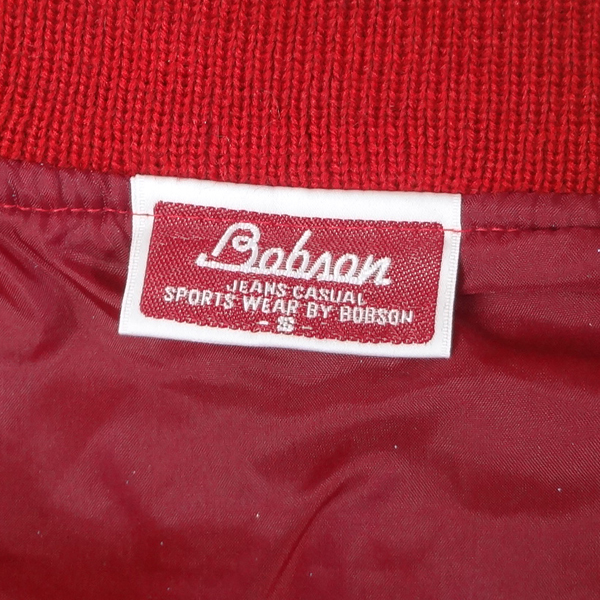 Bobson
JEANS CASUAL
SPORTS WEAR BY BOBSON
- S -